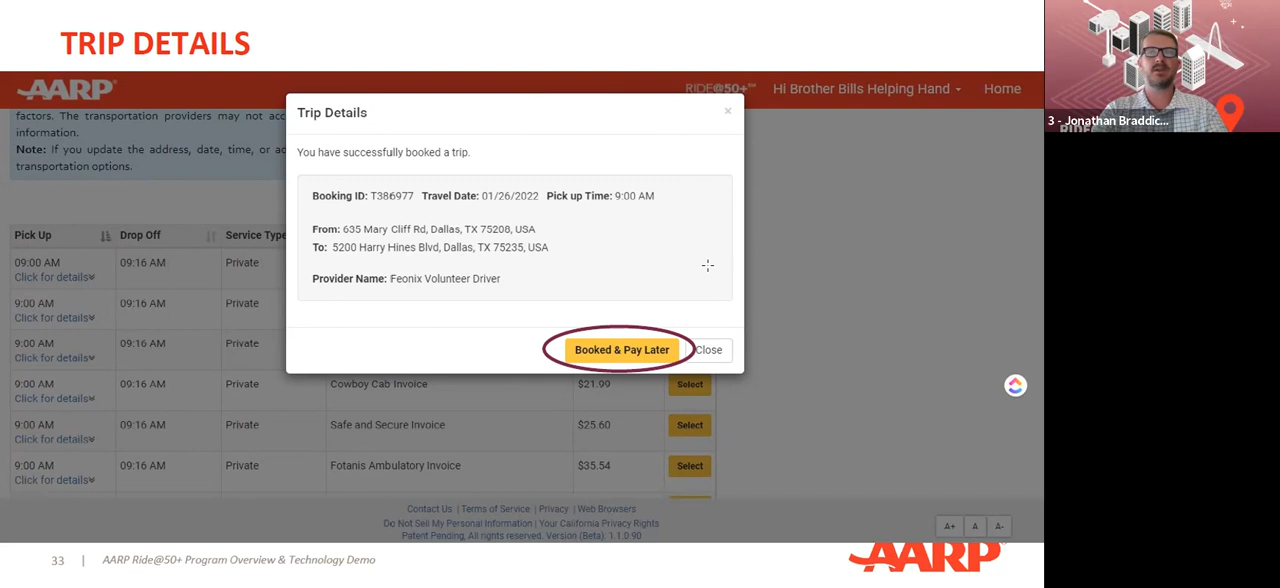 TRIP DETAILS
AARP
RIDE@50+℠ Hi Brother Bills Helping Hand Home
factors. The transportation providers may not acc
information.
Note: If you update the address, date, time, or ad
transportation options.
Trip Details ×
You have successfully booked a trip.
Booking ID: T386977 Travel Date: 01/26/2022 Pick up Time: 9:00 AM
From: 635 Mary Cliff Rd, Dallas, TX 75208, USA
To: 5200 Harry Hines Blvd, Dallas, TX 75235, USA
Provider Name: Feonix Volunteer Driver
Booked & Pay Later Close
Pick Up Drop Off Service Type
09:00 AM 09:16 AM Private
Click for details
9:00 AM 09:16 AM Private
Click for details
9:00 AM 09:16 AM Private
Click for details
9:00 AM 09:16 AM Private Cowboy Cab Invoice $21.99 Select
Click for details
9:00 AM 09:16 AM Private Safe and Secure Invoice $25.60 Select
Click for details
9:00 AM 09:16 AM Private Fotanis Ambulatory Invoice $35.54 Select
Click for details
Contact Us | Terms of Service | Privacy | Web Browsers
Do Not Sell My Personal Information | Your California Privacy Rights
Patent Pending, All rights reserved. Version (Beta): 1.1.0.90
A+ A A-
33 | AARP Ride@50+ Program Overview & Technology Demo
AARP
3 - Jonathan Braddic...